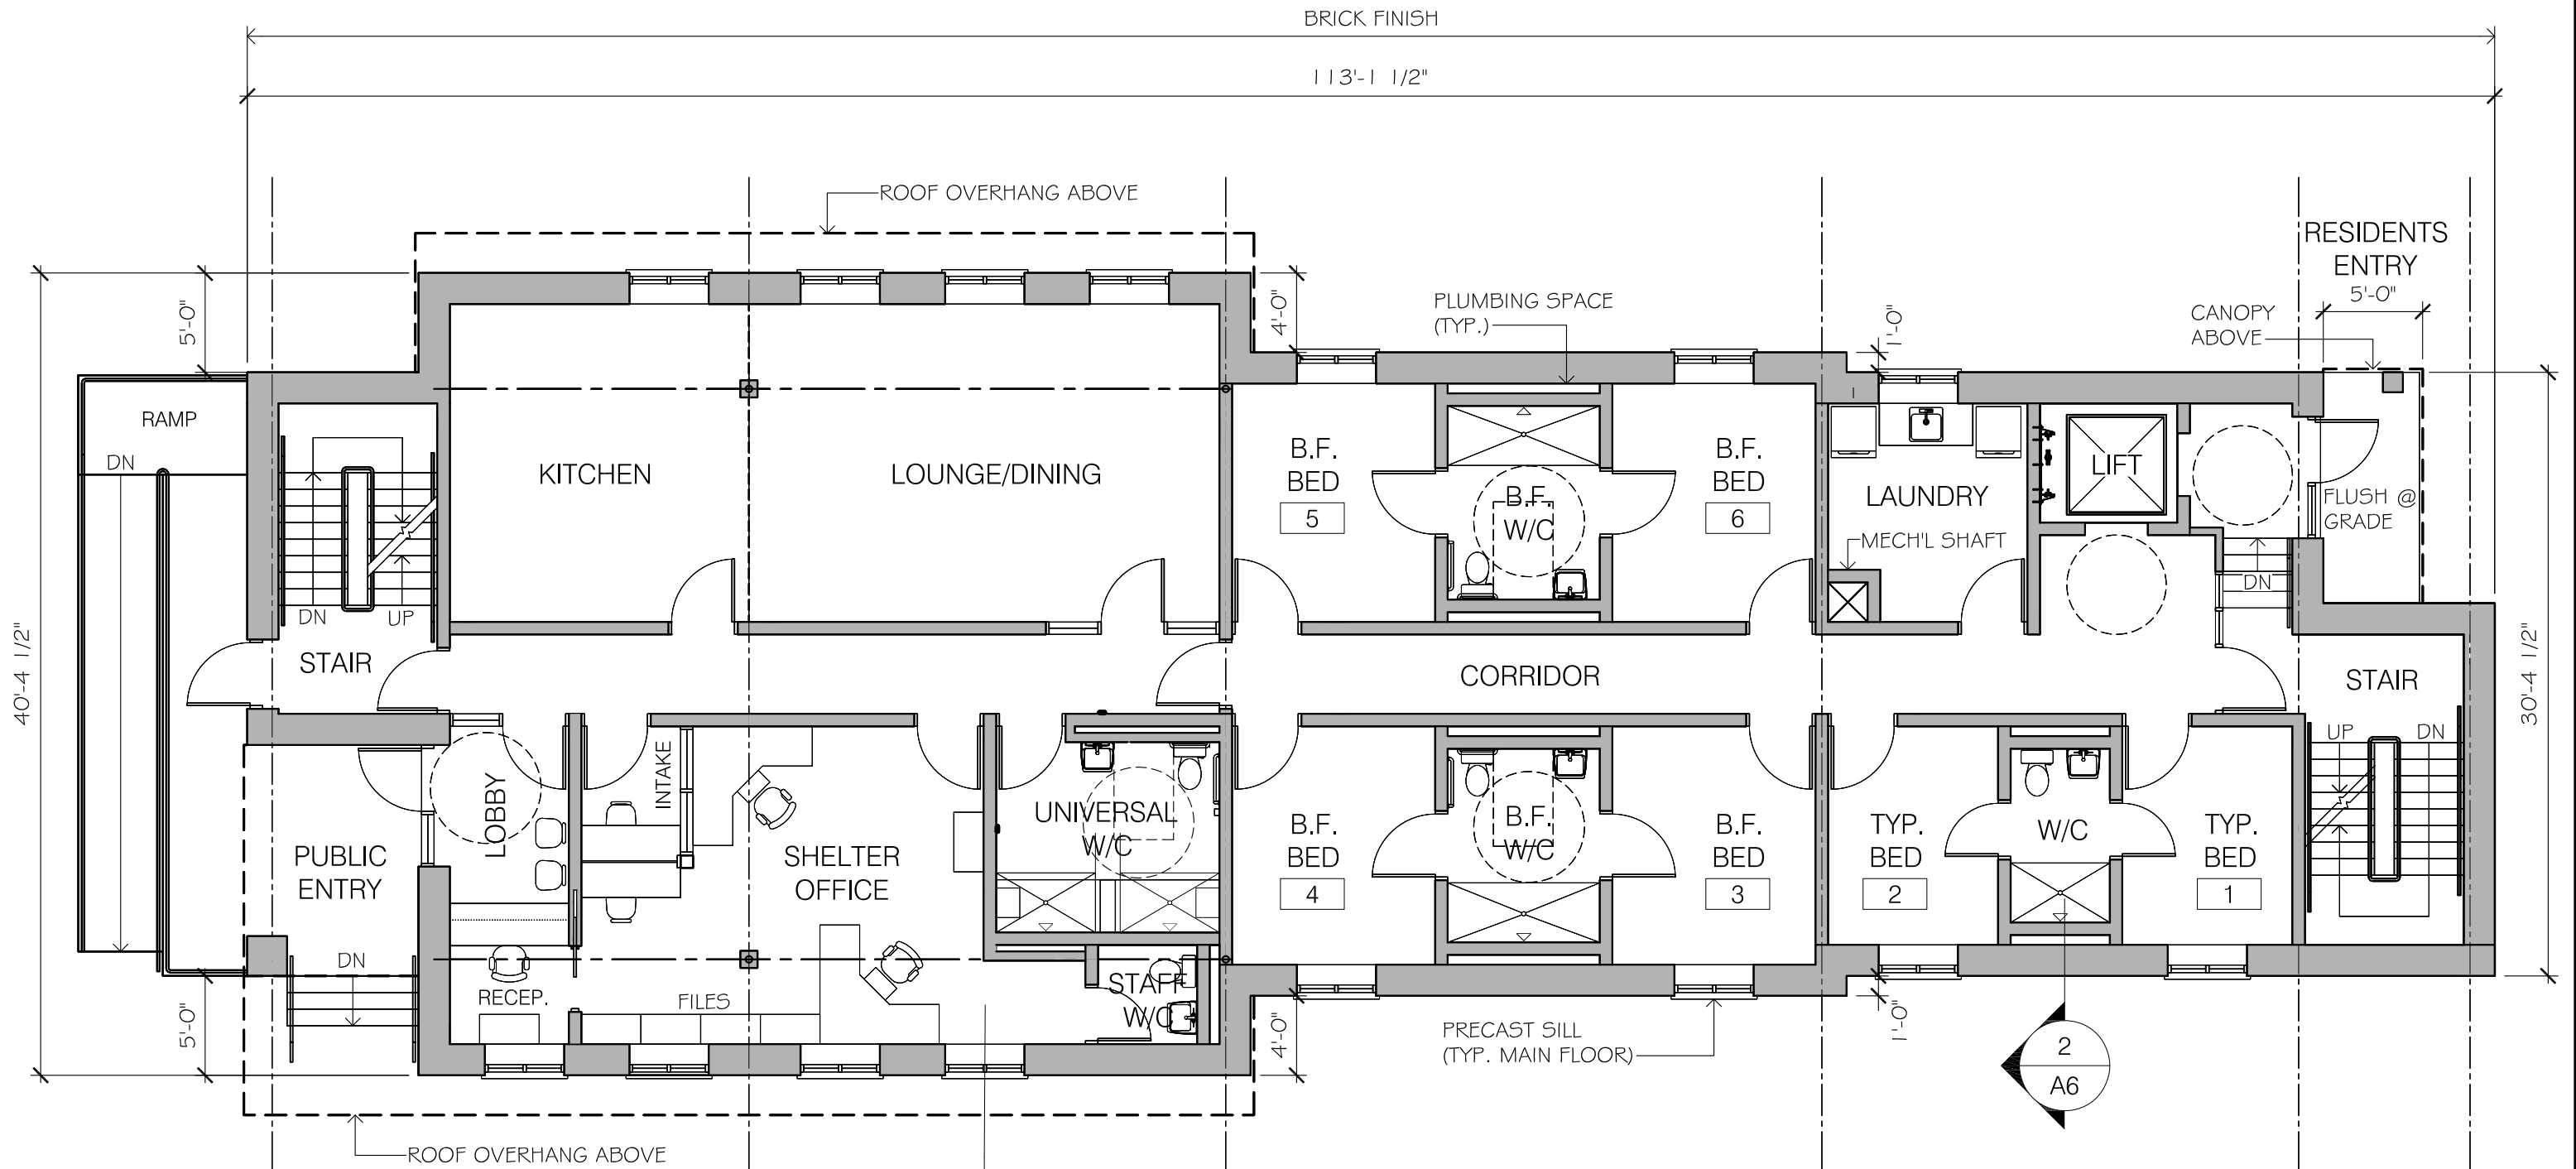 BRICK FINISH
113'-1 1/2"
ROOF OVERHANG ABOVE
RESIDENTS
ENTRY
5'-0"
CANOPY
ABOVE
5'-0"
4'-0"
PLUMBING SPACE
(TYP.)
1'-0"
RAMP
DN
KITCHEN
LOUNGE/DINING
B.F.
BED
5
B.F.
W/C
B.F.
BED
6
LAUNDRY
LIFT
FLUSH @
GRADE
MECH'L SHAFT
DN
UP
DN
40'-4 1/2"
STAIR
CORRIDOR
STAIR
30'-4 1/2"
UP
DN
INTAKE
LOBBY
PUBLIC
ENTRY
SHELTER
OFFICE
UNIVERSAL
W/C
B.F.
BED
4
B.F.
W/C
B.F.
BED
3
TYP.
BED
2
W/C
TYP.
BED
1
DN
RECEP.
FILES
STAFF
W/C
5'-0"
4'-0"
PRECAST SILL
(TYP. MAIN FLOOR)
1'-0"
2
A6
ROOF OVERHANG ABOVE